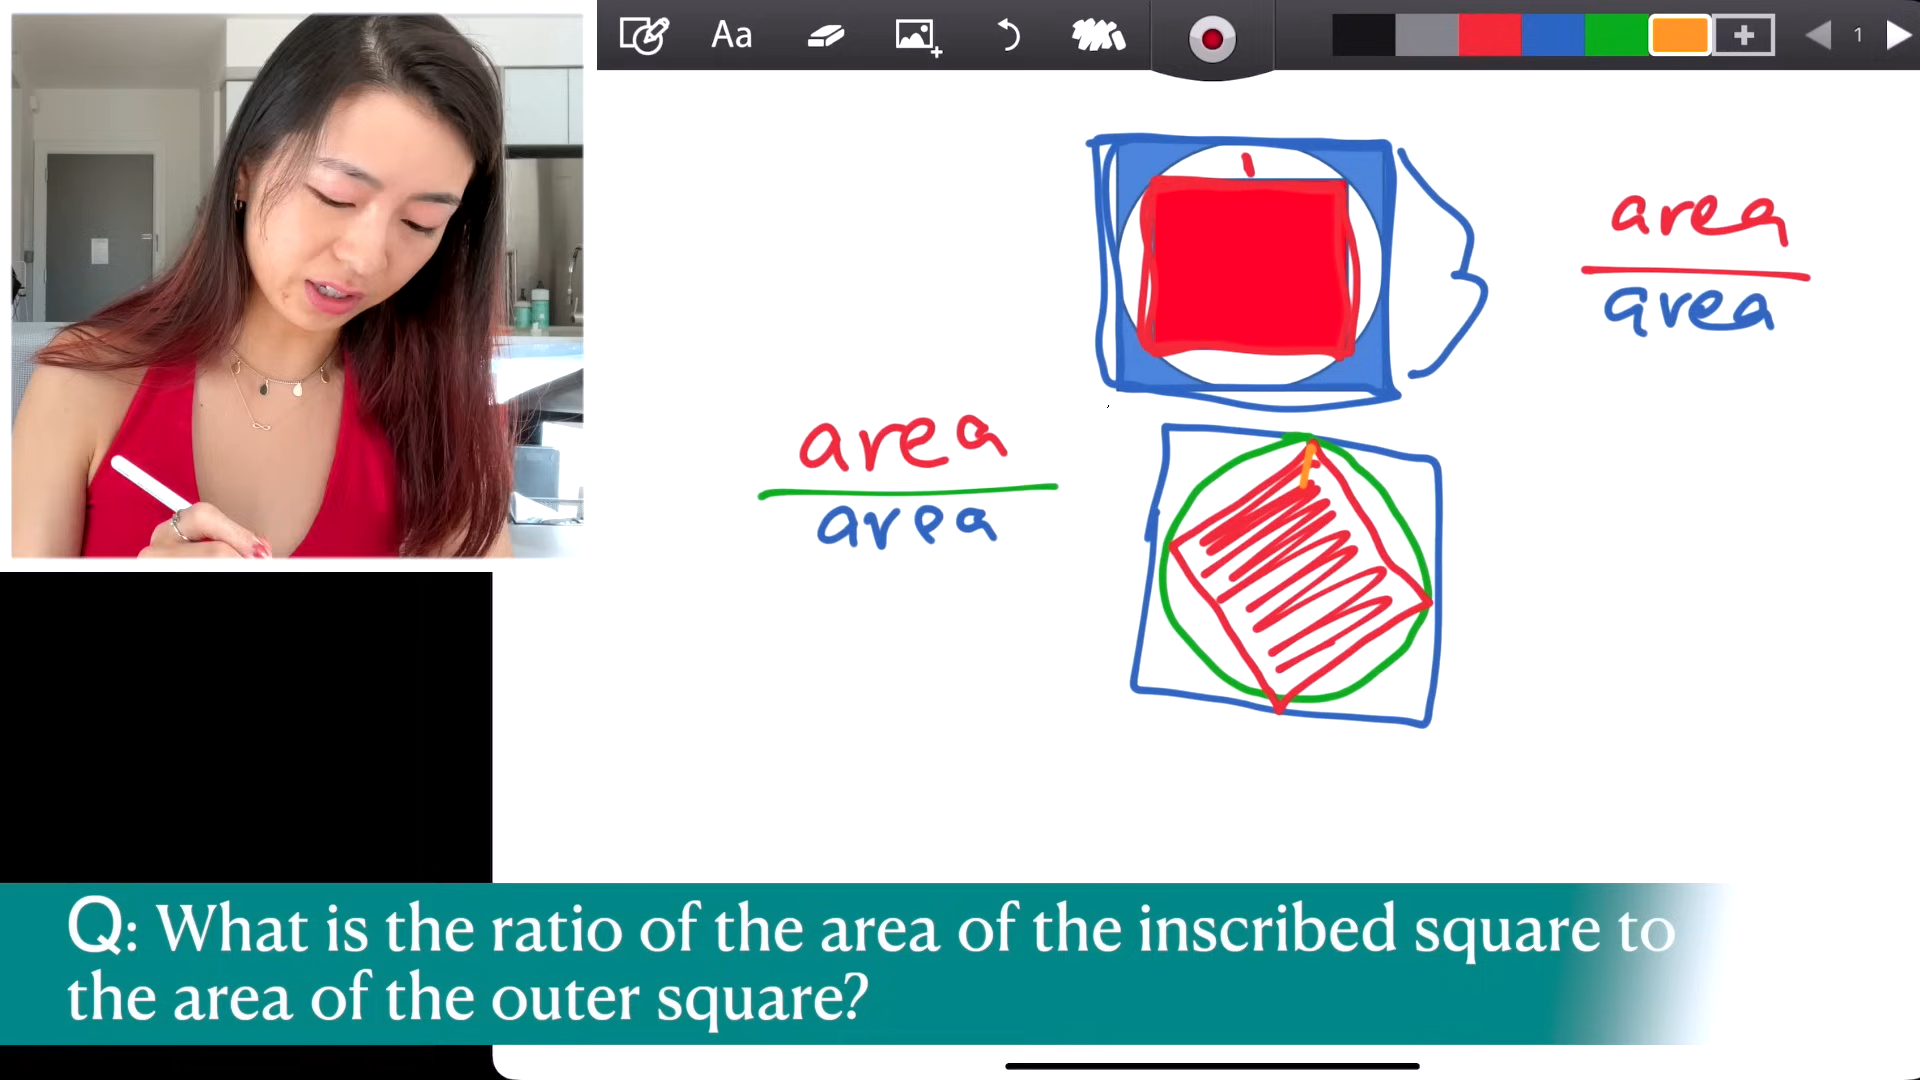 Aa
1
area
area
area
area
Q: What is the ratio of the area of the inscribed square to
the area of the outer square?